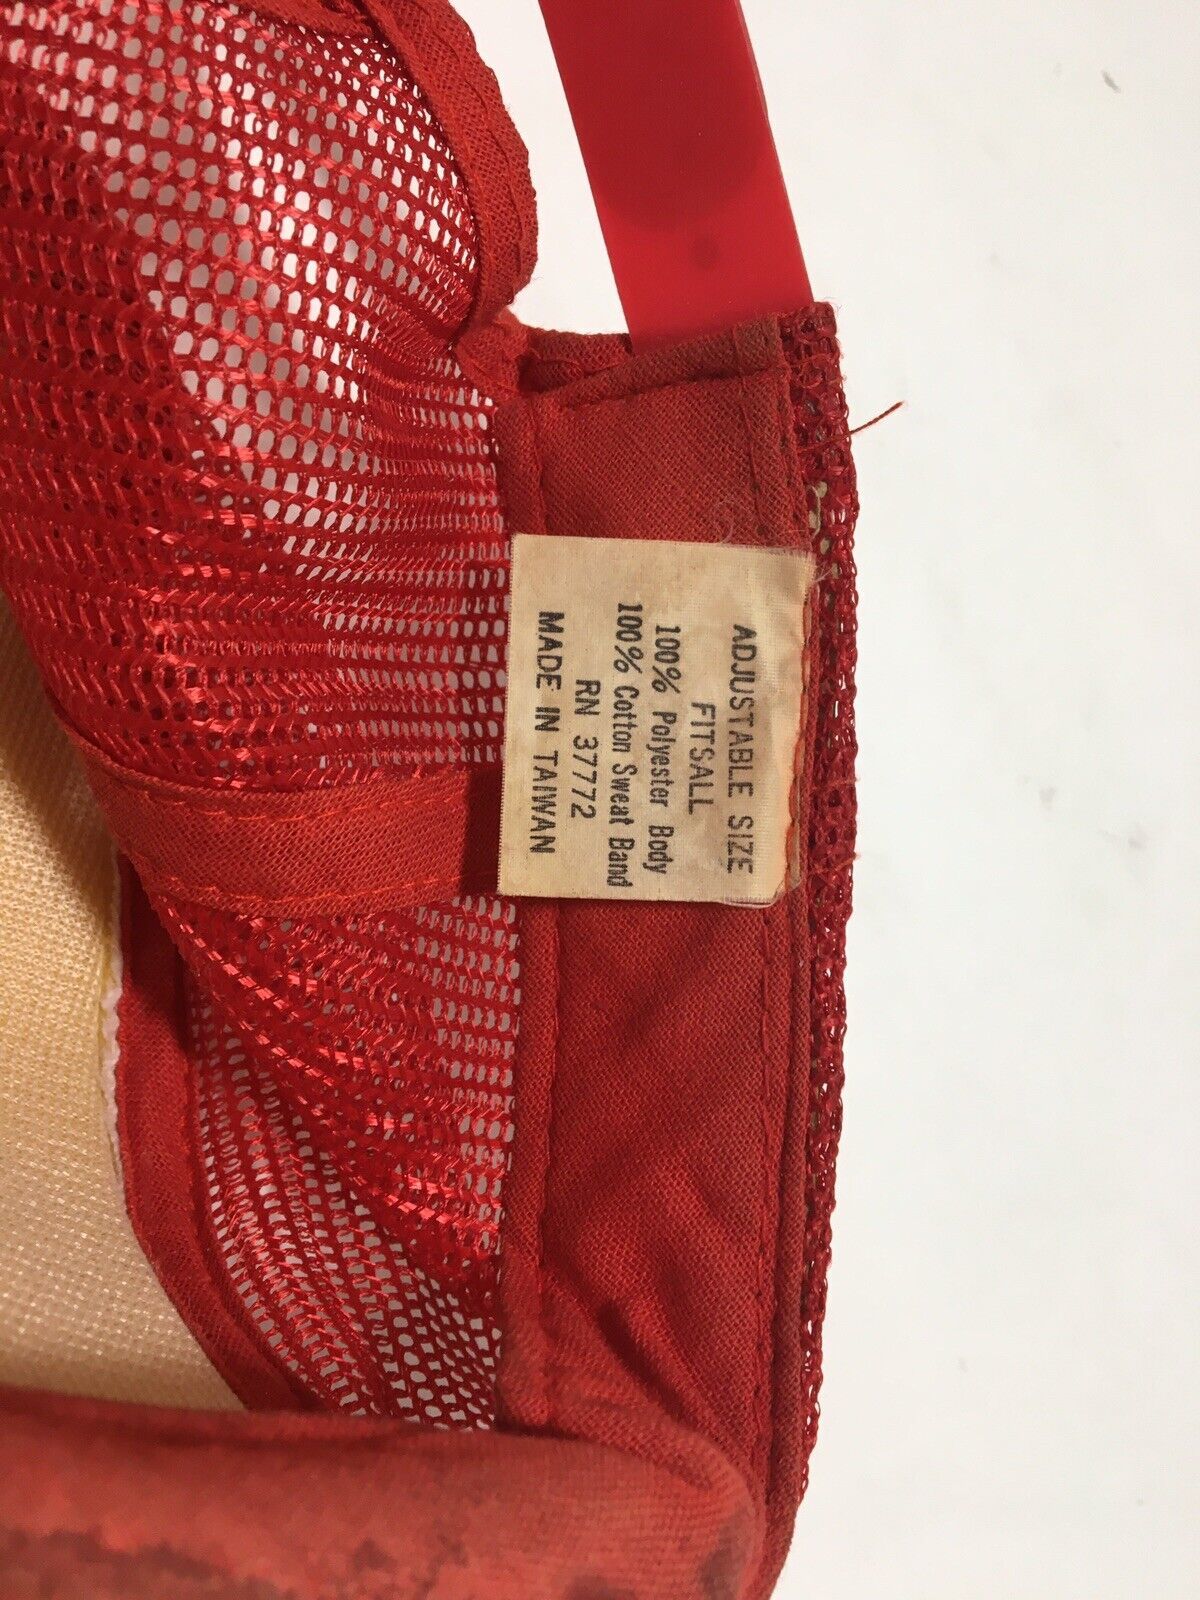 ADJUSTABLE SIZE
FITSALL
100% Polyester Body
100% Cotton Sweat Band
RN 37772
MADE IN TAIWAN